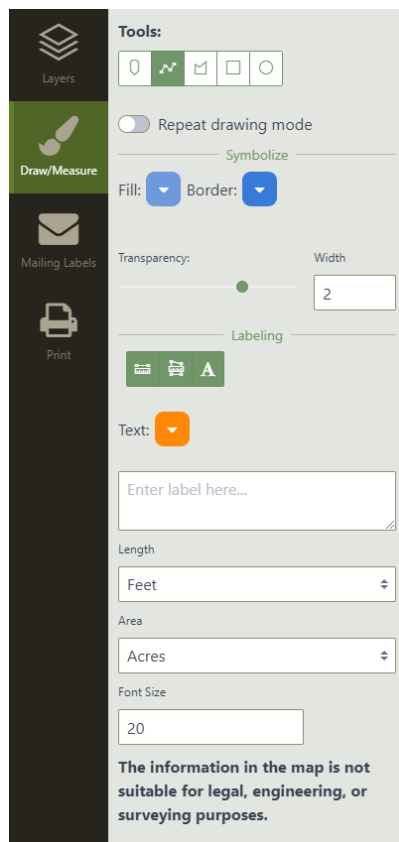 Layers
Draw/Measure
Mailing Labels
Print
Tools:
Repeat drawing mode
Symbolize
Fill: Border:
Transparency: Width
2
Labeling
A
Text:
Enter label here...
Length
Feet
Area
Acres
Font Size
20
The information in the map is not
suitable for legal, engineering, or
surveying purposes.